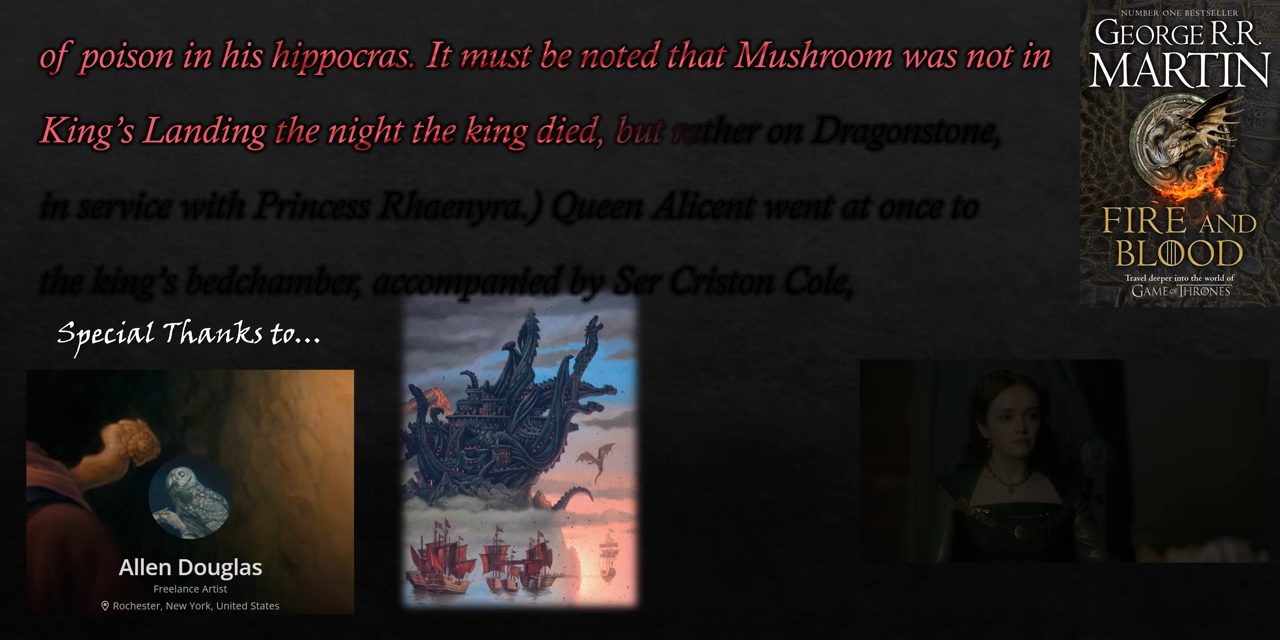 of poison in his hippocras. It must be noted that Mushroom was not in
King's Landing the night the king died, but rather on Dragonstone,
in service with Princess Rhaenyra.) Queen Alicent went at once to
the king's bedchamber, accompanied by Ser Criston Cole,
NUMBER ONE BESTSELLER
GEORGE R.R.
MARTIN
FIRE AND
BLOOD
Travel deeper into the world of
GAME OF THRONES
Special Thanks to...
Allen Douglas
Freelance Artist
Rochester, New York, United States